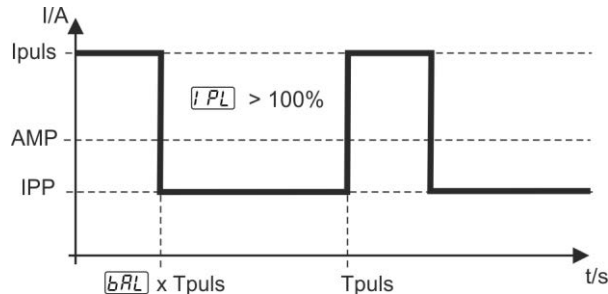 I/A
Ipuls
IPL > 100%
AMP
IPP
t/s
bAL x Tpuls
Tpuls